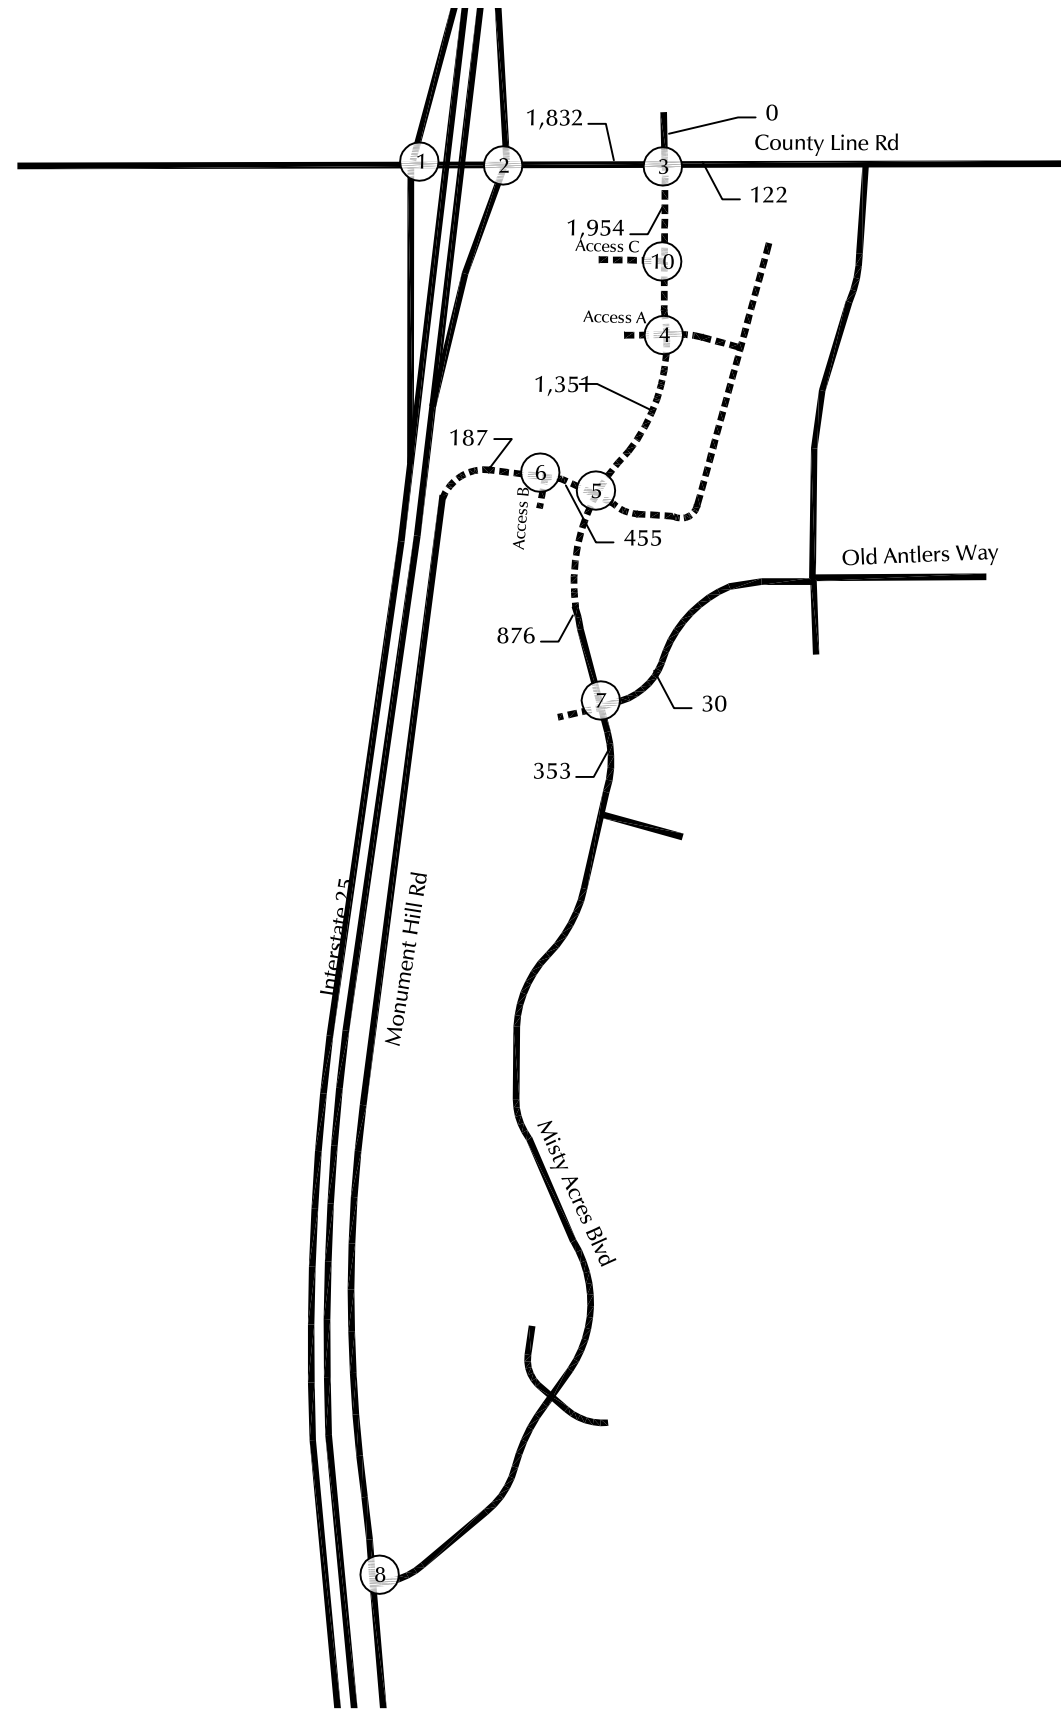 0
1,832
County Line Rd
1
2
3
122
1,954
Access C
10
Access A
4
1,351
187
6
5
Access B
455
Old Antlers Way
876
7
30
353
Interstate 25
Monument Hill Rd
Misty Acres Blvd
8